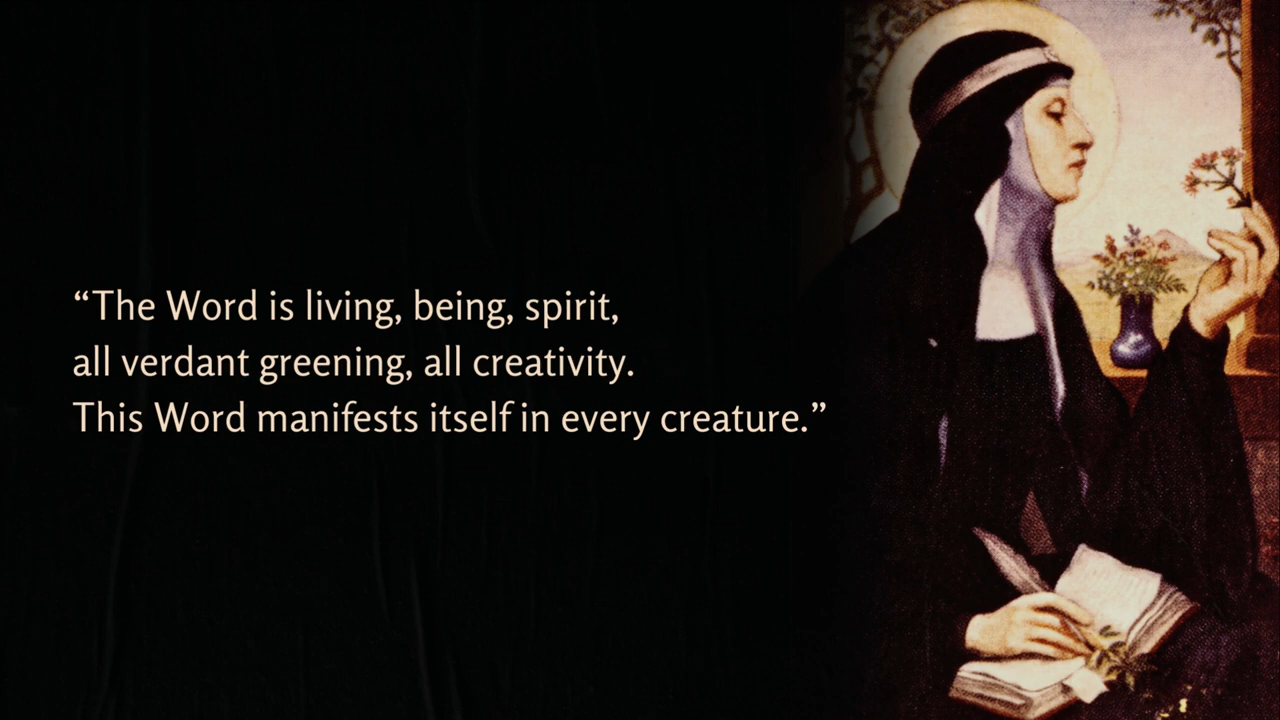 “The Word is living, being, spirit,
all verdant greening, all creativity.
This Word manifests itself in every creature.”